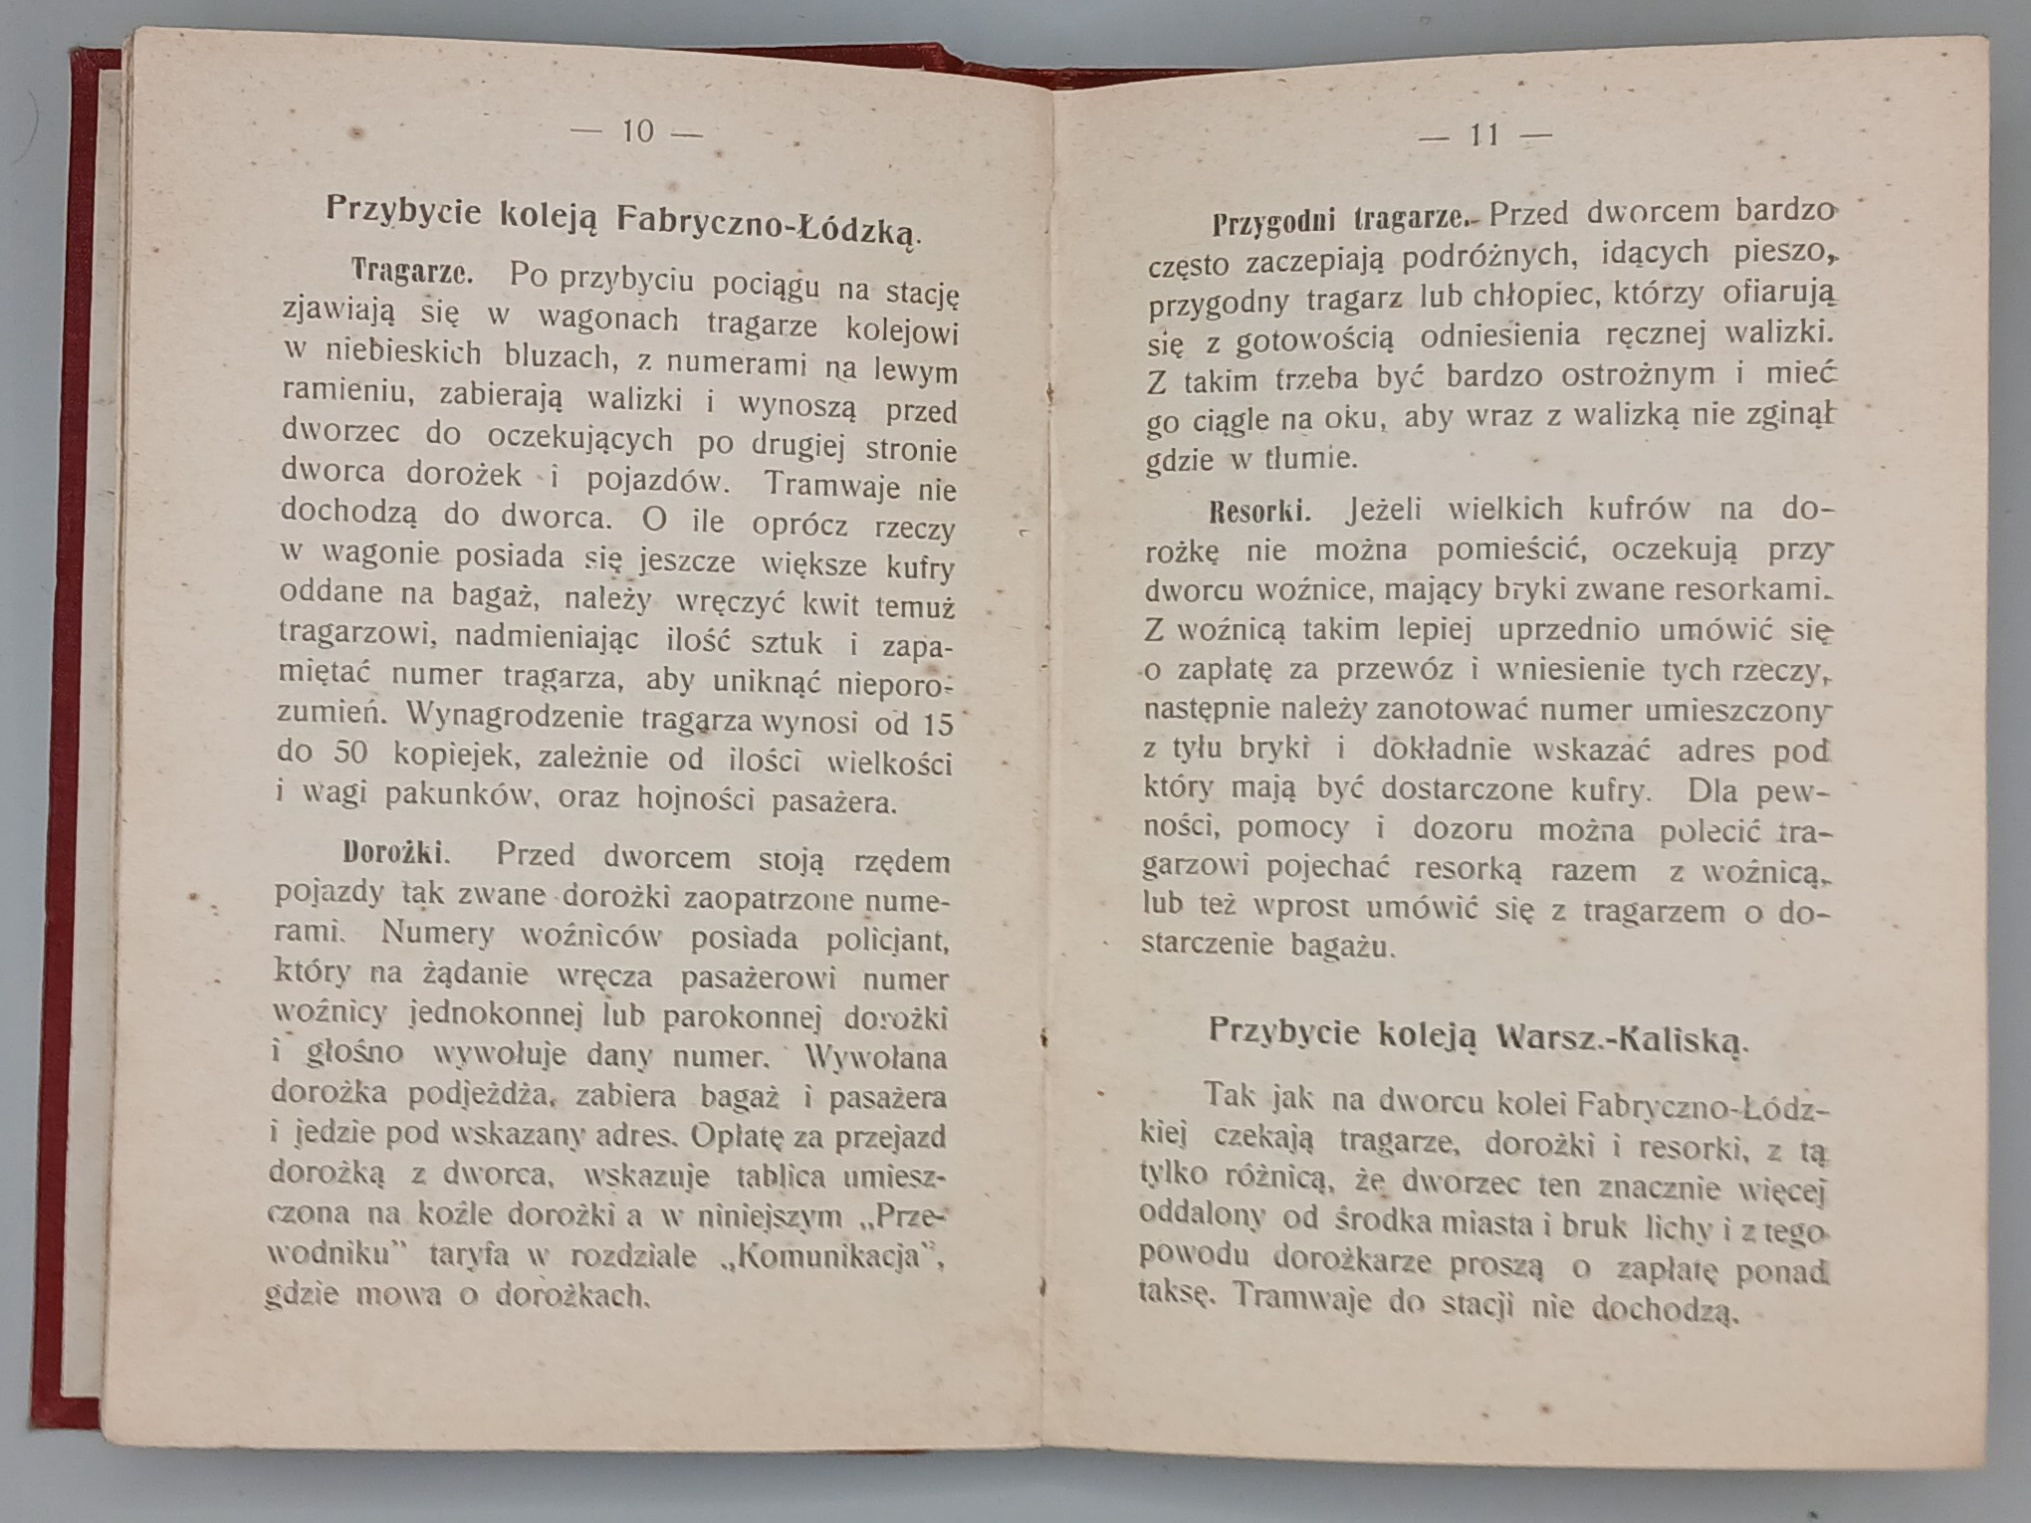 — 10 —
Przybycie koleją Fabryczno-Łódzką.
Tragarze. Po przybyciu pociągu na stację
zjawiają się w wagonach tragarze kolejowi
w niebieskich bluzach, z numerami na lewym
ramieniu, zabierają walizki i wynoszą przed
dworzec do oczekujących po drugiej stronie
dworca dorożek i pojazdów. Tramwaje nie
dochodzą do dworca. O ile oprócz rzeczy
w wagonie posiada się jeszcze większe kufry
oddane na bagaż, należy wręczyć kwit temuż
tragarzowi, nadmieniając ilość sztuk i zapa-
miętać numer tragarza, aby uniknąć nieporo-
zumień. Wynagrodzenie tragarza wynosi od 15
do 50 kopiejek, zależnie od ilości wielkości
i wagi pakunków, oraz hojności pasażera.
Dorożki. Przed dworcem stoją rzędem
pojazdy tak zwane dorożki zaopatrzone nume-
rami. Numery woźniców posiada policjant,
który na żądanie wręcza pasażerowi numer
woźnicy jednokonnej lub parokonnej dorożki
i głośno wywołuje dany numer. Wywołana
dorożka podjeżdża, zabiera bagaż i pasażera
i jedzie pod wskazany adres. Opłatę za przejazd
dorożką z dworca, wskazuje tablica umiesz-
czona na koźle dorożki a w niniejszym „Prze-
wodniku” taryfa w rozdziale „Komunikacja”,
gdzie mowa o dorożkach.
— 11 —
Przygodni tragarze. Przed dworcem bardzo
często zaczepiają podróżnych, idących pieszo,
przygodny tragarz lub chłopiec, którzy ofiarują
się z gotowością odniesienia ręcznej walizki.
Z takim trzeba być bardzo ostrożnym i mieć
go ciągle na oku, aby wraz z walizką nie zginął
gdzie w tłumie.
Resorki. Jeżeli wielkich kufrów na do-
rożkę nie można pomieścić, oczekują przy
dworcu woźnice, mający bryki zwane resorkami.
Z woźnicą takim lepiej uprzednio umówić się
o zapłatę za przewóz i wniesienie tych rzeczy,
następnie należy zanotować numer umieszczony
z tyłu bryki i dokładnie wskazać adres pod
który mają być dostarczone kufry. Dla pew-
ności, pomocy i dozoru można polecić tra-
garzowi pojechać resorką razem z woźnicą,
lub też wprost umówić się z tragarzem o do-
starczenie bagażu.
Przybycie koleją Warsz.-Kaliską.
Tak jak na dworcu kolei Fabryczno-Łódz-
kiej czekają tragarze, dorożki i resorki, z tą
tylko różnicą, że dworzec ten znacznie więcej
oddalony od środka miasta i bruk lichy i z tego
powodu dorożkarze proszą o zapłatę ponad
taksę. Tramwaje do stacji nie dochodzą.